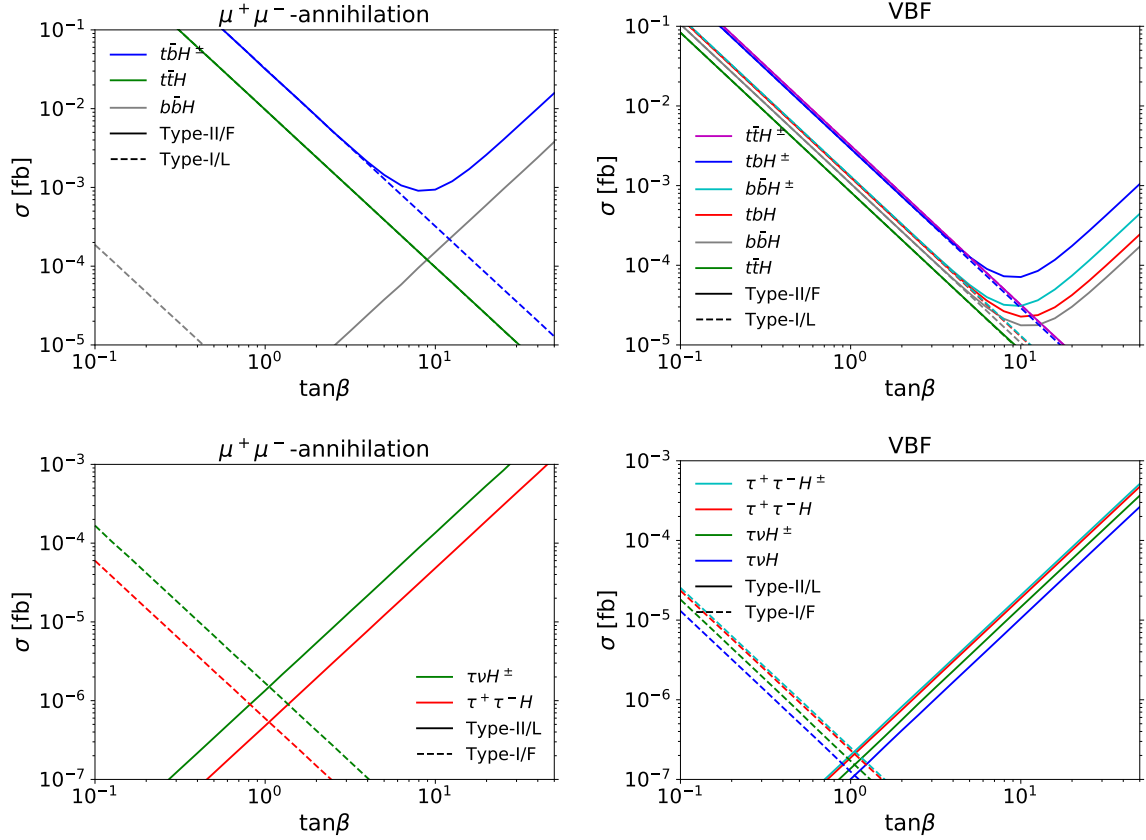 μ⁺μ⁻-annihilation
10⁻¹
10⁻²
10⁻³
10⁻⁴
10⁻⁵
σ [fb]
tb̄H±
tt̄H
bb̄H
Type-II/F
Type-I/L
10⁻¹ 10⁰ 10¹
tanβ
VBF
10⁻¹
10⁻²
10⁻³
10⁻⁴
10⁻⁵
σ [fb]
tt̄H±
tbH±
bb̄H±
tbH
bb̄H
tt̄H
Type-II/F
Type-I/L
10⁻¹ 10⁰ 10¹
tanβ
μ⁺μ⁻-annihilation
10⁻³
10⁻⁴
10⁻⁵
10⁻⁶
10⁻⁷
σ [fb]
τνH±
τ⁺τ⁻H
Type-II/L
Type-I/F
10⁻¹ 10⁰ 10¹
tanβ
VBF
10⁻³
10⁻⁴
10⁻⁵
10⁻⁶
10⁻⁷
σ [fb]
τ⁺τ⁻H±
τ⁺τ⁻H
τνH±
τνH
Type-II/L
Type-I/F
10⁻¹ 10⁰ 10¹
tanβ